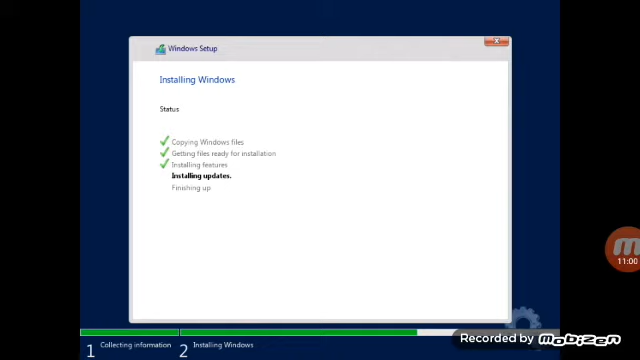 Windows Setup
Installing Windows
Status
Copying Windows files
Getting files ready for installation
Installing features
Installing updates.
Finishing up
11:00
Recorded by mobizen
1 Collecting information
2 Installing Windows